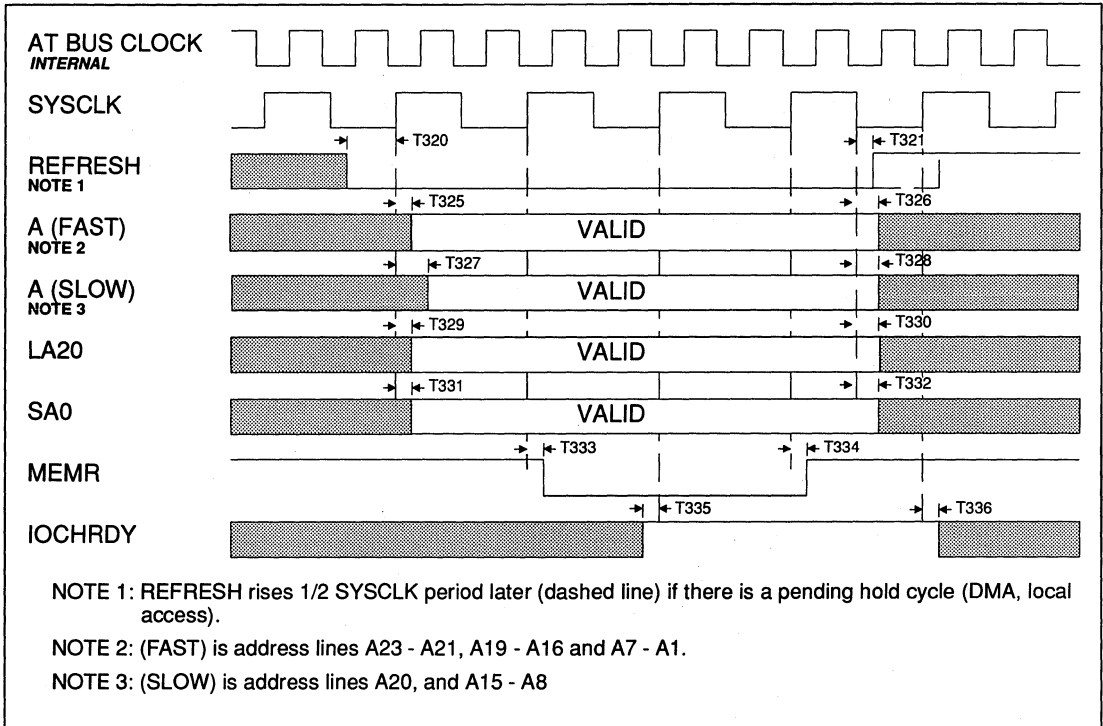 AT BUS CLOCK
INTERNAL
SYSCLK
T320
T321
REFRESH
NOTE 1
T325
T326
A (FAST)
NOTE 2
VALID
T327
T328
A (SLOW)
NOTE 3
VALID
T329
T330
LA20
VALID
T331
T332
SA0
VALID
T333
T334
MEMR
T335
T336
IOCHRDY
NOTE 1: REFRESH rises 1/2 SYSCLK period later (dashed line) if there is a pending hold cycle (DMA, local
access).
NOTE 2: (FAST) is address lines A23 - A21, A19 - A16 and A7 - A1.
NOTE 3: (SLOW) is address lines A20, and A15 - A8